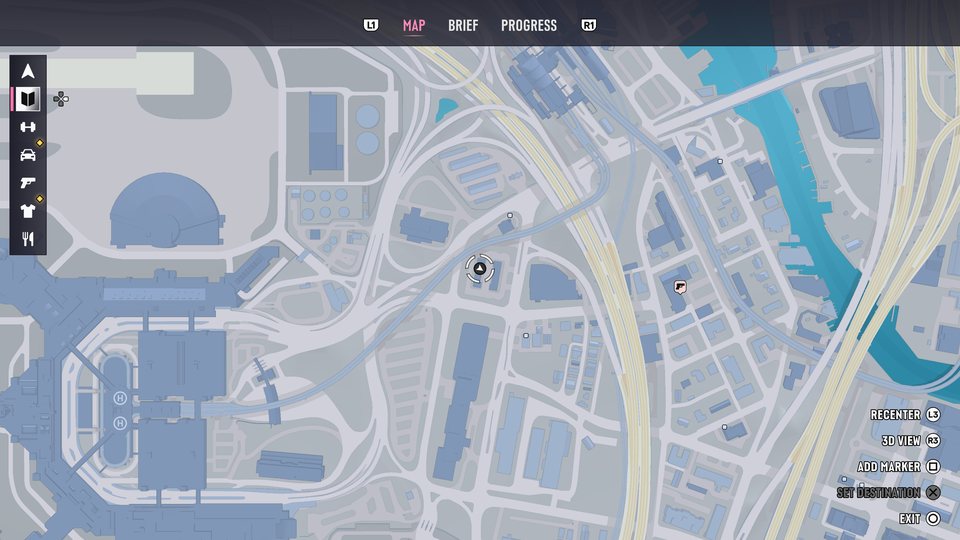 L1 MAP BRIEF PROGRESS R1
H
H
RECENTER L3
3D VIEW R3
ADD MARKER
SET DESTINATION
EXIT